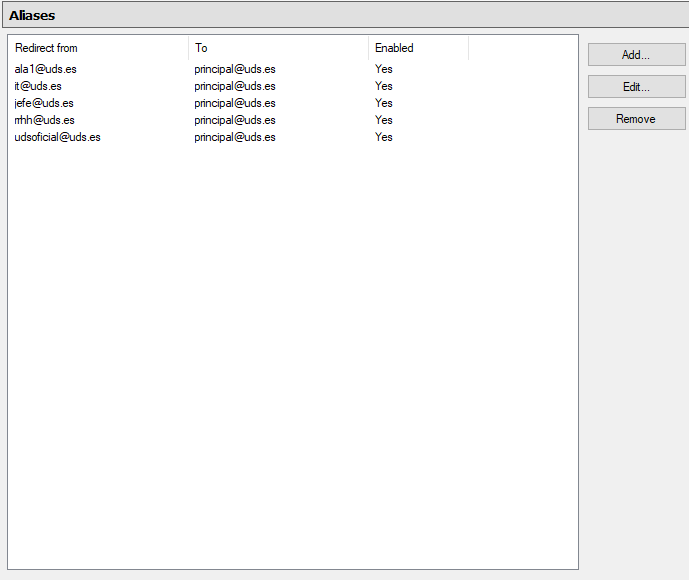 Aliases
Redirect from To Enabled
ala1@uds.es principal@uds.es Yes
it@uds.es principal@uds.es Yes
jefe@uds.es principal@uds.es Yes
rrhh@uds.es principal@uds.es Yes
udsoficial@uds.es principal@uds.es Yes
Add...
Edit...
Remove